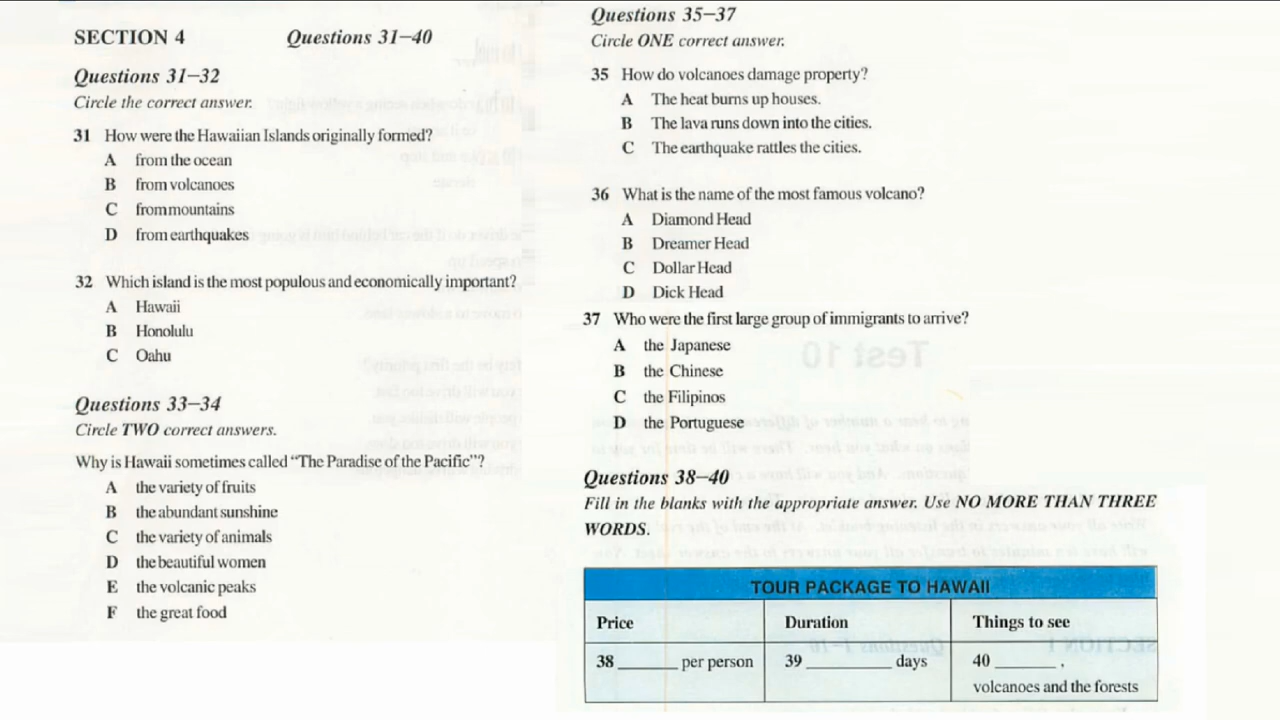 SECTION 4 Questions 31–40
Questions 31–32
Circle the correct answer.
31 How were the Hawaiian Islands originally formed?
A from the ocean
B from volcanoes
C from mountains
D from earthquakes
32 Which island is the most populous and economically important?
A Hawaii
B Honolulu
C Oahu
Questions 33–34
Circle TWO correct answers.
Why is Hawaii sometimes called "The Paradise of the Pacific"?
A the variety of fruits
B the abundant sunshine
C the variety of animals
D the beautiful women
E the volcanic peaks
F the great food
Questions 35–37
Circle ONE correct answer.
35 How do volcanoes damage property?
A The heat burns up houses.
B The lava runs down into the cities.
C The earthquake rattles the cities.
36 What is the name of the most famous volcano?
A Diamond Head
B Dreamer Head
C Dollar Head
D Dick Head
37 Who were the first large group of immigrants to arrive?
A the Japanese
B the Chinese
C the Filipinos
D the Portuguese
Questions 38–40
Fill in the blanks with the appropriate answer. Use NO MORE THAN THREE
WORDS.
TOUR PACKAGE TO HAWAII
Price Duration Things to see
38 ______ per person 39 ______ days 40 ______ ,
volcanoes and the forests